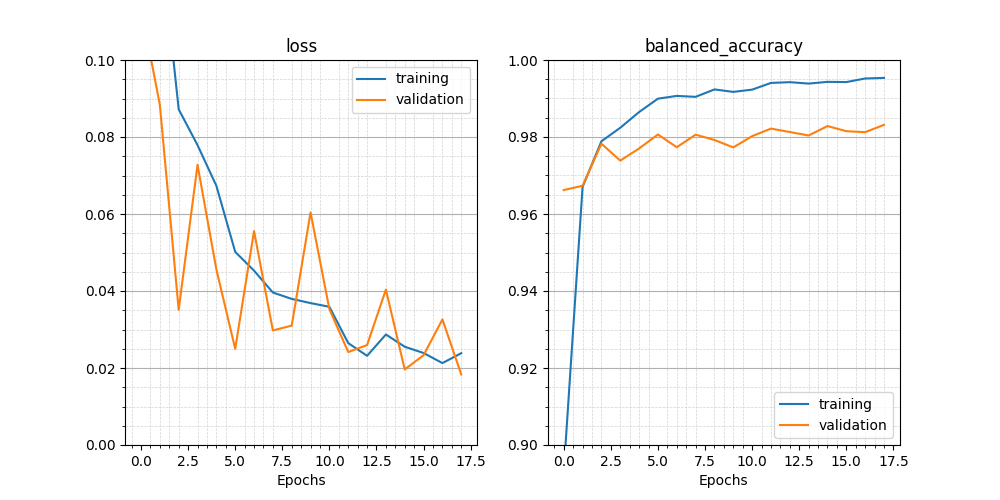 loss
0.10
0.08
0.06
0.04
0.02
0.00
training
validation
0.0 2.5 5.0 7.5 10.0 12.5 15.0 17.5
Epochs
balanced_accuracy
1.00
0.98
0.96
0.94
0.92
0.90
training
validation
0.0 2.5 5.0 7.5 10.0 12.5 15.0 17.5
Epochs